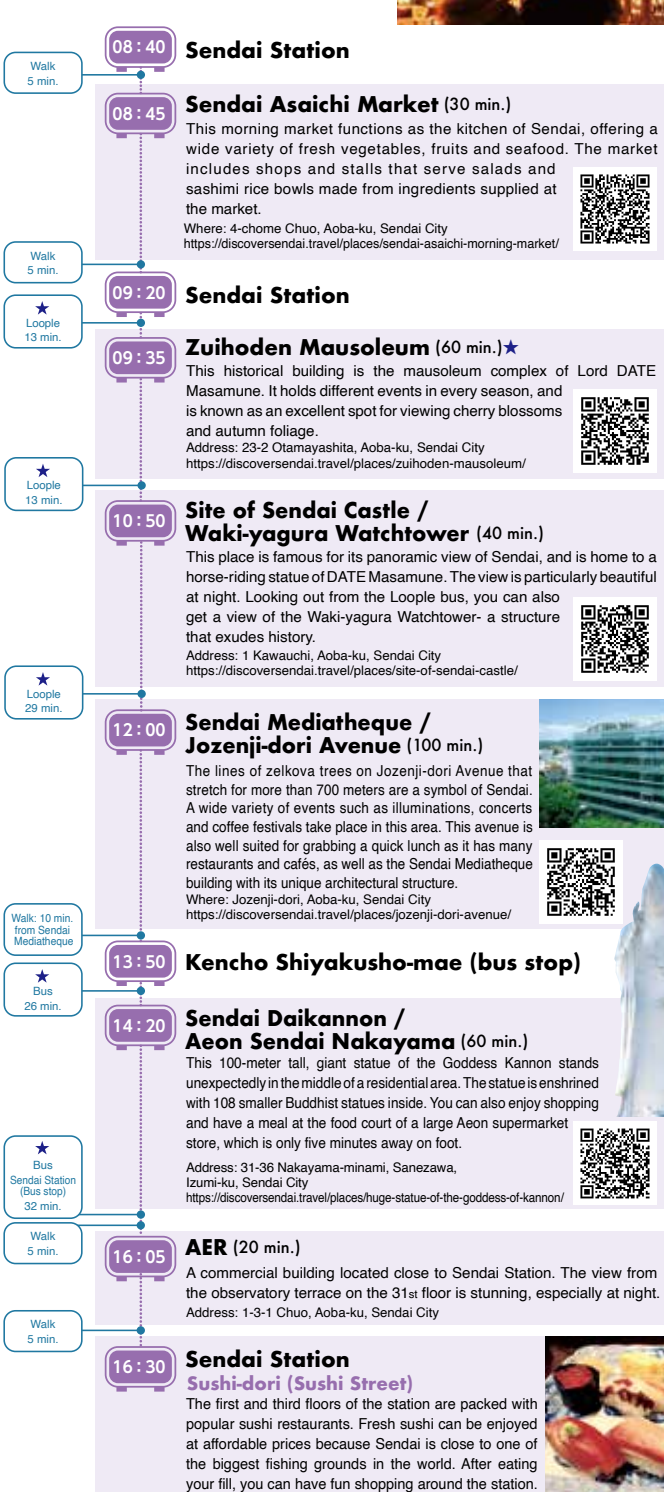 08:40 Sendai Station
Walk
5 min.
08:45 Sendai Asaichi Market (30 min.)
This morning market functions as the kitchen of Sendai, offering a
wide variety of fresh vegetables, fruits and seafood. The market
includes shops and stalls that serve salads and
sashimi rice bowls made from ingredients supplied at
the market.
Where: 4-chome Chuo, Aoba-ku, Sendai City
https://discoversendai.travel/places/sendai-asaichi-morning-market/
Walk
5 min.
09:20 Sendai Station
★
Loople
13 min.
09:35 Zuihoden Mausoleum (60 min.)★
This historical building is the mausoleum complex of Lord DATE
Masamune. It holds different events in every season, and
is known as an excellent spot for viewing cherry blossoms
and autumn foliage.
Address: 23-2 Otamayashita, Aoba-ku, Sendai City
https://discoversendai.travel/places/zuihoden-mausoleum/
★
Loople
13 min.
10:50 Site of Sendai Castle /
Waki-yagura Watchtower (40 min.)
This place is famous for its panoramic view of Sendai, and is home to a
horse-riding statue of DATE Masamune. The view is particularly beautiful
at night. Looking out from the Loople bus, you can also
get a view of the Waki-yagura Watchtower- a structure
that exudes history.
Address: 1 Kawauchi, Aoba-ku, Sendai City
https://discoversendai.travel/places/site-of-sendai-castle/
★
Loople
29 min.
12:00 Sendai Mediatheque /
Jozenji-dori Avenue (100 min.)
The lines of zelkova trees on Jozenji-dori Avenue that
stretch for more than 700 meters are a symbol of Sendai.
A wide variety of events such as illuminations, concerts
and coffee festivals take place in this area. This avenue is
also well suited for grabbing a quick lunch as it has many
restaurants and cafés, as well as the Sendai Mediatheque
building with its unique architectural structure.
Where: Jozenji-dori, Aoba-ku, Sendai City
https://discoversendai.travel/places/jozenji-dori-avenue/
Walk: 10 min.
from Sendai
Mediatheque
13:50 Kencho Shiyakusho-mae (bus stop)
★
Bus
26 min.
14:20 Sendai Daikannon /
Aeon Sendai Nakayama (60 min.)
This 100-meter tall, giant statue of the Goddess Kannon stands
unexpectedly in the middle of a residential area. The statue is enshrined
with 108 smaller Buddhist statues inside. You can also enjoy shopping
and have a meal at the food court of a large Aeon supermarket
store, which is only five minutes away on foot.
Address: 31-36 Nakayama-minami, Sanezawa,
Izumi-ku, Sendai City
https://discoversendai.travel/places/huge-statue-of-the-goddess-of-kannon/
★
Bus
Sendai Station
(Bus stop)
32 min.
Walk
5 min.
16:05 AER (20 min.)
A commercial building located close to Sendai Station. The view from
the observatory terrace on the 31st floor is stunning, especially at night.
Address: 1-3-1 Chuo, Aoba-ku, Sendai City
Walk
5 min.
16:30 Sendai Station
Sushi-dori (Sushi Street)
The first and third floors of the station are packed with
popular sushi restaurants. Fresh sushi can be enjoyed
at affordable prices because Sendai is close to one of
the biggest fishing grounds in the world. After eating
your fill, you can have fun shopping around the station.